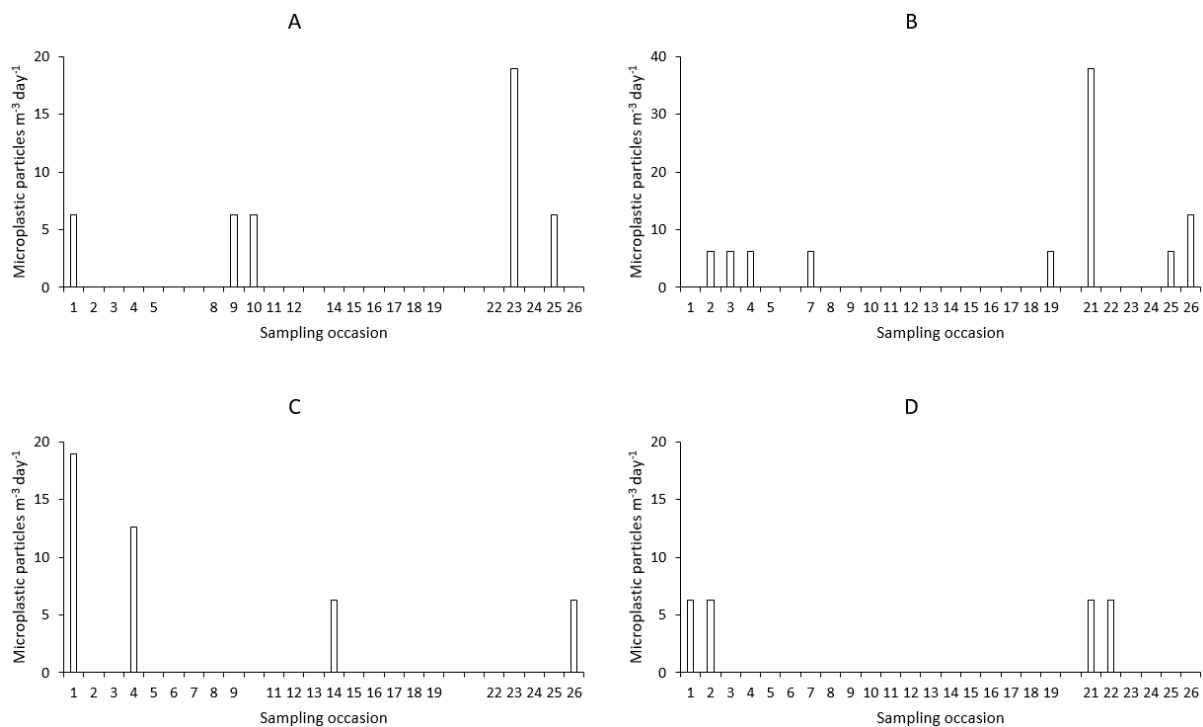 A
Microplastic particles m⁻³ day⁻¹
20
15
10
5
0
1 2 3 4 5 8 9 10 11 12 14 15 16 17 18 19 22 23 24 25 26
Sampling occasion
B
Microplastic particles m⁻³ day⁻¹
40
30
20
10
0
1 2 3 4 5 7 8 9 10 11 12 13 14 15 16 17 18 19 21 22 23 24 25 26
Sampling occasion
C
Microplastic particles m⁻³ day⁻¹
20
15
10
5
0
1 2 3 4 5 6 7 8 9 11 12 13 14 15 16 17 18 19 22 23 25 26
Sampling occasion
D
Microplastic particles m⁻³ day⁻¹
20
15
10
5
0
1 2 3 4 5 6 7 8 9 10 11 12 13 14 15 16 17 18 19 21 22 23 24 25 26
Sampling occasion